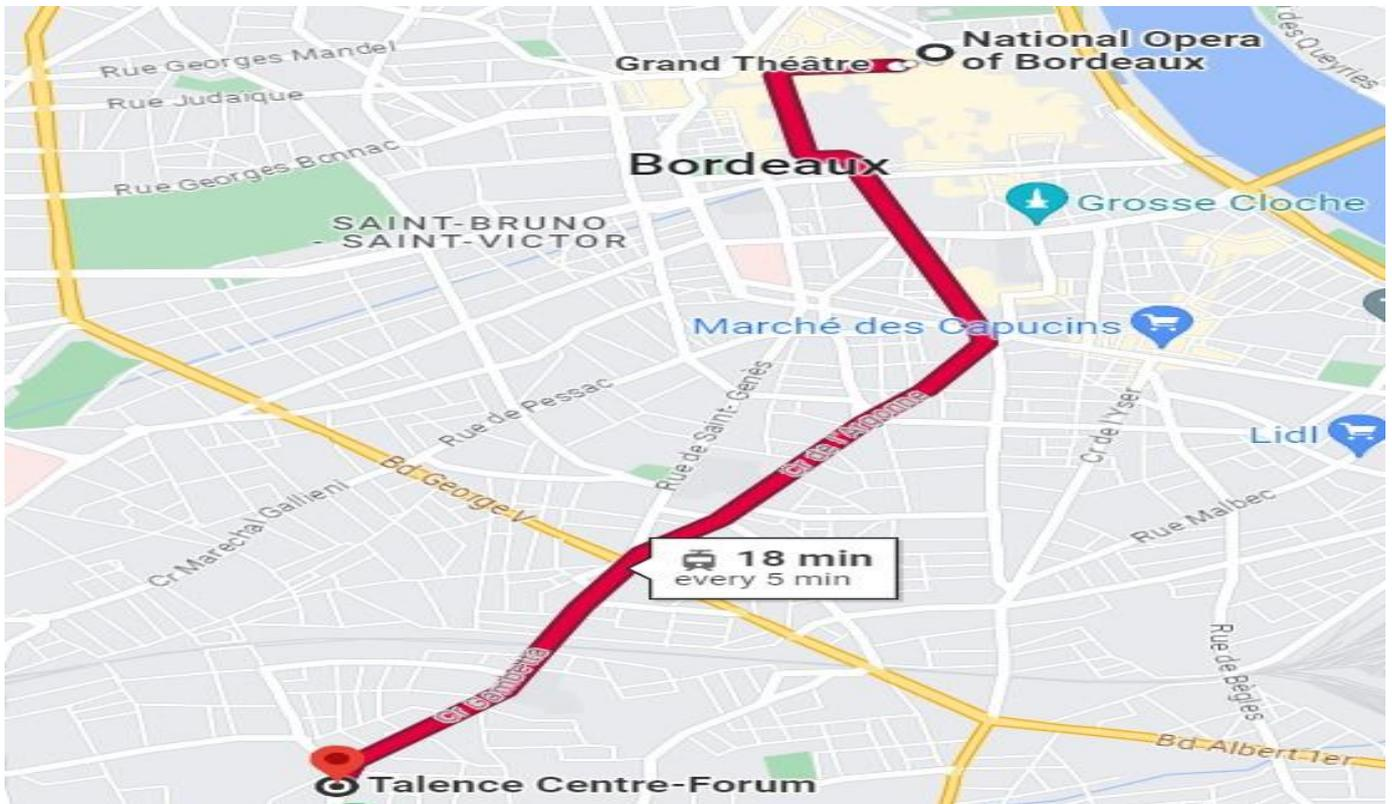 National Opera
of Bordeaux
Grand Théâtre
Rue Georges Mandel
Rue Judaïque
Rue Georges Bonnac
Bordeaux
SAINT-BRUNO
- SAINT-VICTOR
Grosse Cloche
Marché des Capucins
Rue de Pessac
Rue de Saint-Genès
Cr de l'Argonne
Cr de l'Yser
Lidl
Bd George V
Cr Marechal Gallieni
Rue Malbec
18 min
every 5 min
Rue de Bègles
Cr Gambetta
Bd Albert 1er
Talence Centre-Forum